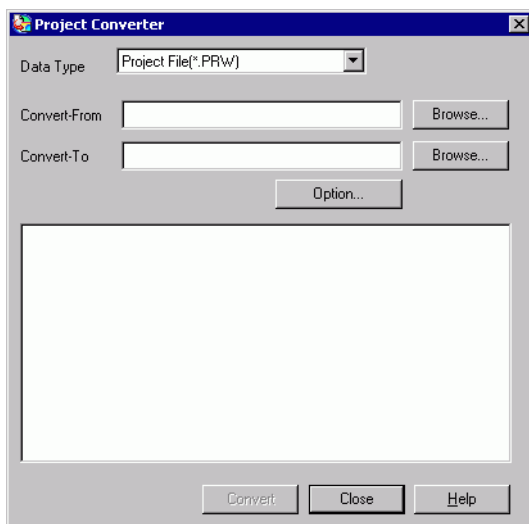 Project Converter
Data Type Project File(*.PRW)
Convert-From Browse...
Convert-To Browse...
Option...
Convert Close Help